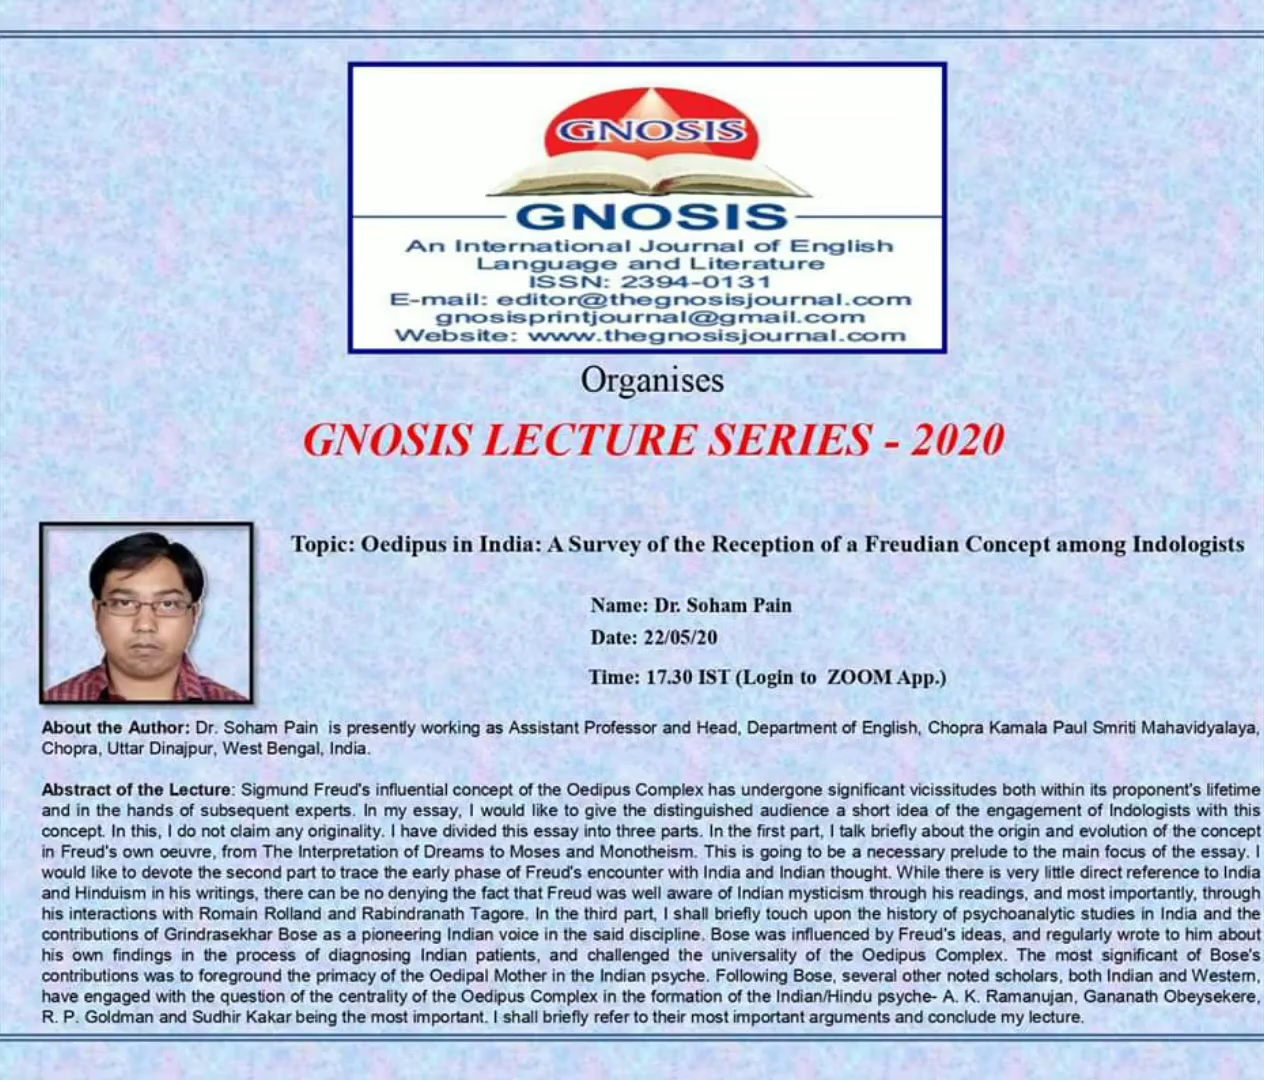 GNOSIS
GNOSIS
An International Journal of English
Language and Literature
ISSN: 2394-0131
E-mail: editor@thegnosisjournal.com
gnosisprintjournal@gmail.com
Website: www.thegnosisjournal.com
Organises
GNOSIS LECTURE SERIES - 2020
Topic: Oedipus in India: A Survey of the Reception of a Freudian Concept among Indologists
Name: Dr. Soham Pain
Date: 22/05/20
Time: 17.30 IST (Login to ZOOM App.)
About the Author: Dr. Soham Pain is presently working as Assistant Professor and Head, Department of English, Chopra Kamala Paul Smriti Mahavidyalaya,
Chopra, Uttar Dinajpur, West Bengal, India.
Abstract of the Lecture: Sigmund Freud's influential concept of the Oedipus Complex has undergone significant vicissitudes both within its proponent's lifetime
and in the hands of subsequent experts. In my essay, I would like to give the distinguished audience a short idea of the engagement of Indologists with this
concept. In this, I do not claim any originality. I have divided this essay into three parts. In the first part, I talk briefly about the origin and evolution of the concept
in Freud's own oeuvre, from The Interpretation of Dreams to Moses and Monotheism. This is going to be a necessary prelude to the main focus of the essay. I
would like to devote the second part to trace the early phase of Freud's encounter with India and Indian thought. While there is very little direct reference to India
and Hinduism in his writings, there can be no denying the fact that Freud was well aware of Indian mysticism through his readings, and most importantly, through
his interactions with Romain Rolland and Rabindranath Tagore. In the third part, I shall briefly touch upon the history of psychoanalytic studies in India and the
contributions of Grindrasekhar Bose as a pioneering Indian voice in the said discipline. Bose was influenced by Freud's ideas, and regularly wrote to him about
his own findings in the process of diagnosing Indian patients, and challenged the universality of the Oedipus Complex. The most significant of Bose's
contributions was to foreground the primacy of the Oedipal Mother in the Indian psyche. Following Bose, several other noted scholars, both Indian and Western,
have engaged with the question of the centrality of the Oedipus Complex in the formation of the Indian/Hindu psyche- A. K. Ramanujan, Gananath Obeysekere,
R. P. Goldman and Sudhir Kakar being the most important. I shall briefly refer to their most important arguments and conclude my lecture.